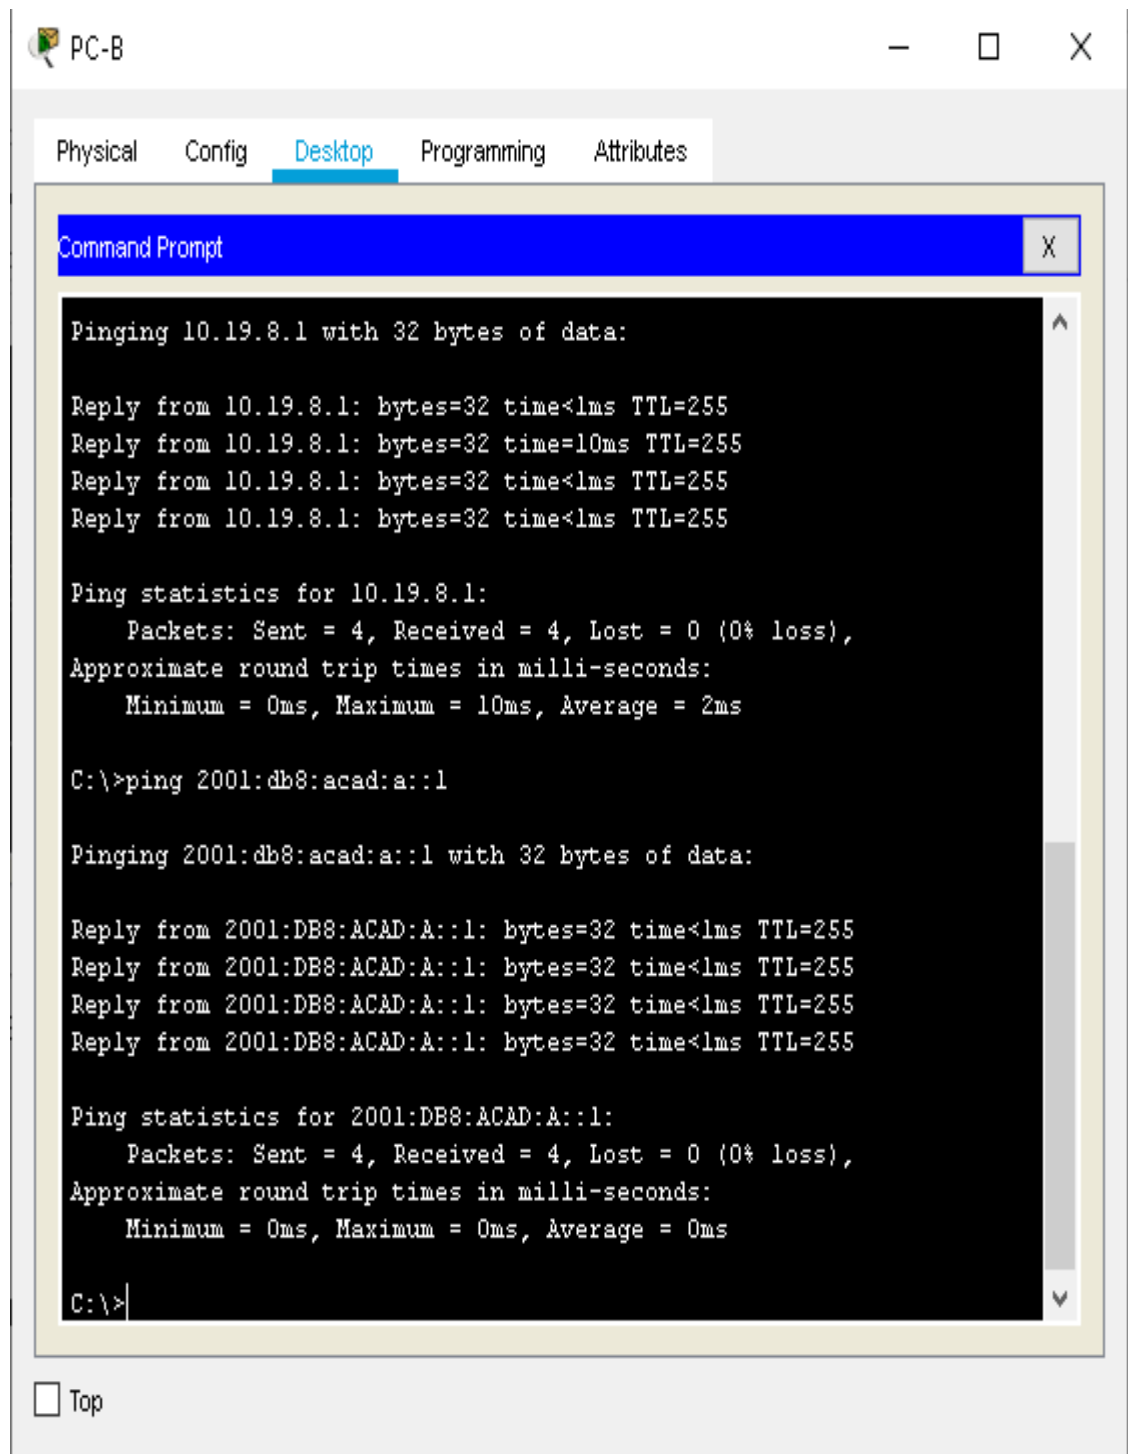 PC-B
Physical Config Desktop Programming Attributes
Command Prompt X
Pinging 10.19.8.1 with 32 bytes of data:
Reply from 10.19.8.1: bytes=32 time<1ms TTL=255
Reply from 10.19.8.1: bytes=32 time=10ms TTL=255
Reply from 10.19.8.1: bytes=32 time<1ms TTL=255
Reply from 10.19.8.1: bytes=32 time<1ms TTL=255
Ping statistics for 10.19.8.1:
    Packets: Sent = 4, Received = 4, Lost = 0 (0% loss),
Approximate round trip times in milli-seconds:
    Minimum = 0ms, Maximum = 10ms, Average = 2ms
C:\>ping 2001:db8:acad:a::1
Pinging 2001:db8:acad:a::1 with 32 bytes of data:
Reply from 2001:DB8:ACAD:A::1: bytes=32 time<1ms TTL=255
Reply from 2001:DB8:ACAD:A::1: bytes=32 time<1ms TTL=255
Reply from 2001:DB8:ACAD:A::1: bytes=32 time<1ms TTL=255
Reply from 2001:DB8:ACAD:A::1: bytes=32 time<1ms TTL=255
Ping statistics for 2001:DB8:ACAD:A::1:
    Packets: Sent = 4, Received = 4, Lost = 0 (0% loss),
Approximate round trip times in milli-seconds:
    Minimum = 0ms, Maximum = 0ms, Average = 0ms
C:\>
Top